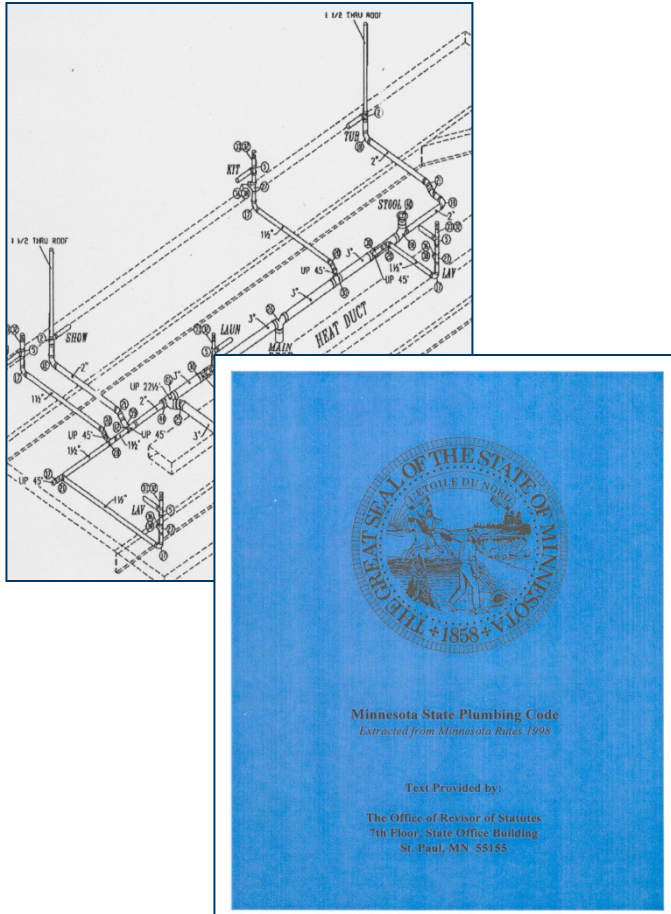 1 1/2 THRU ROOF
TUB
2"
KIT
STOOL
2"
1 1/2 THRU ROOF
1½"
3"
UP 45°
1½"
UP 45°
LAV
3"
SHOW
LAUN
3"
MAIN
HEAT DUCT
2"
UP 22½°
3"
1½"
2"
UP 45°
UP 45°
1½"
3"
1½"
UP 45°
1½"
LAV
THE GREAT SEAL OF THE STATE OF MINNESOTA
L'ETOILE DU NORD
1858
Minnesota State Plumbing Code
Extracted from Minnesota Rules 1998
Text Provided by:
The Office of Revisor of Statutes
7th Floor, State Office Building
St. Paul, MN 55155